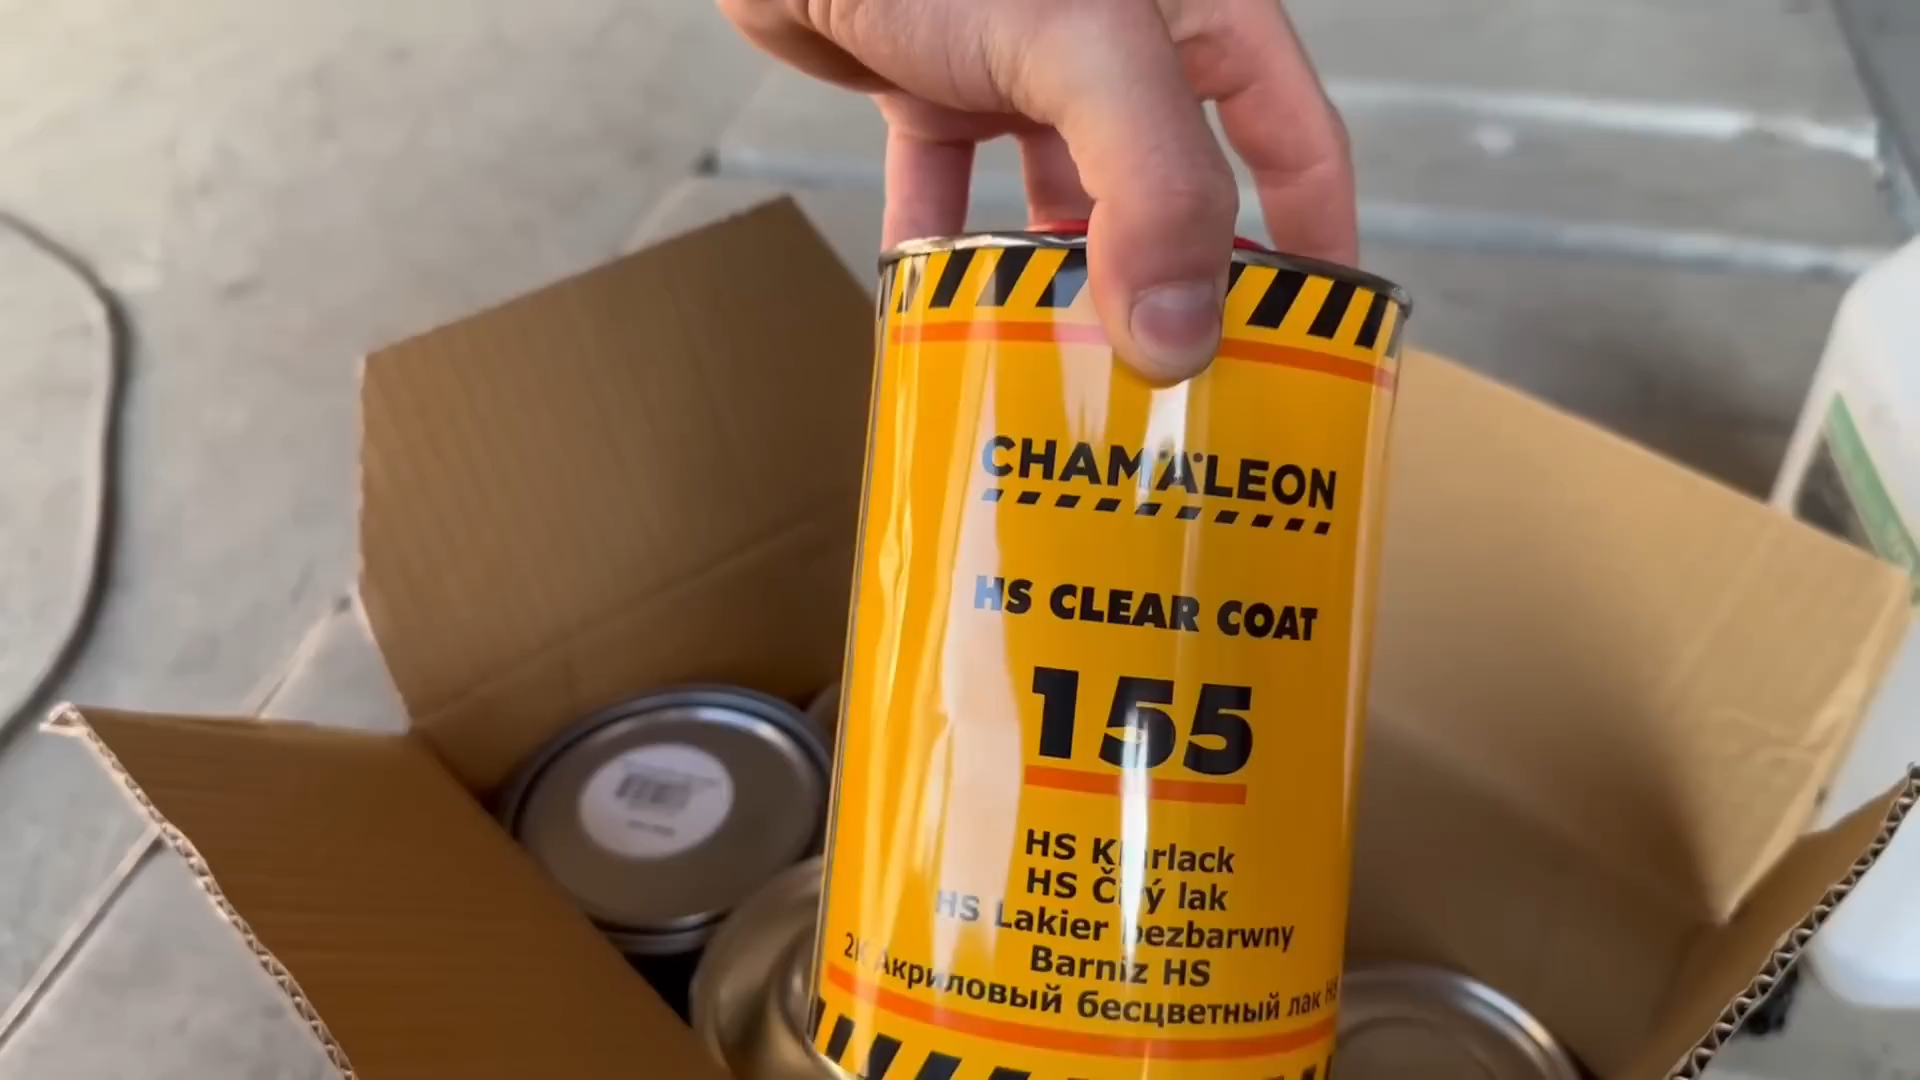 CHAMÄLEON
HS CLEAR COAT
155
HS Klarlack
HS Čirý lak
HS Lakier bezbarwny
Barniz HS
2К Акриловый бесцветный лак HS